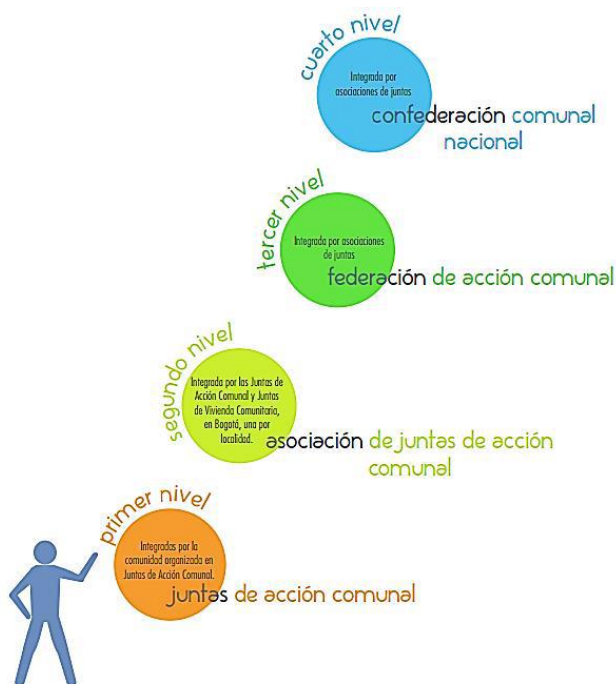 cuarto nivel
Integrada por
asociaciones de juntas
confederación comunal
nacional
tercer nivel
Integrada por asociaciones
de juntas
federación de acción comunal
segundo nivel
Integrada por las Juntas de
Acción Comunal y Juntas
de Vivienda Comunitaria,
en Bogotá, una por
localidad.
asociación de juntas de acción
comunal
primer nivel
Integradas por la
comunidad organizada en
Juntas de Acción Comunal.
juntas de acción comunal